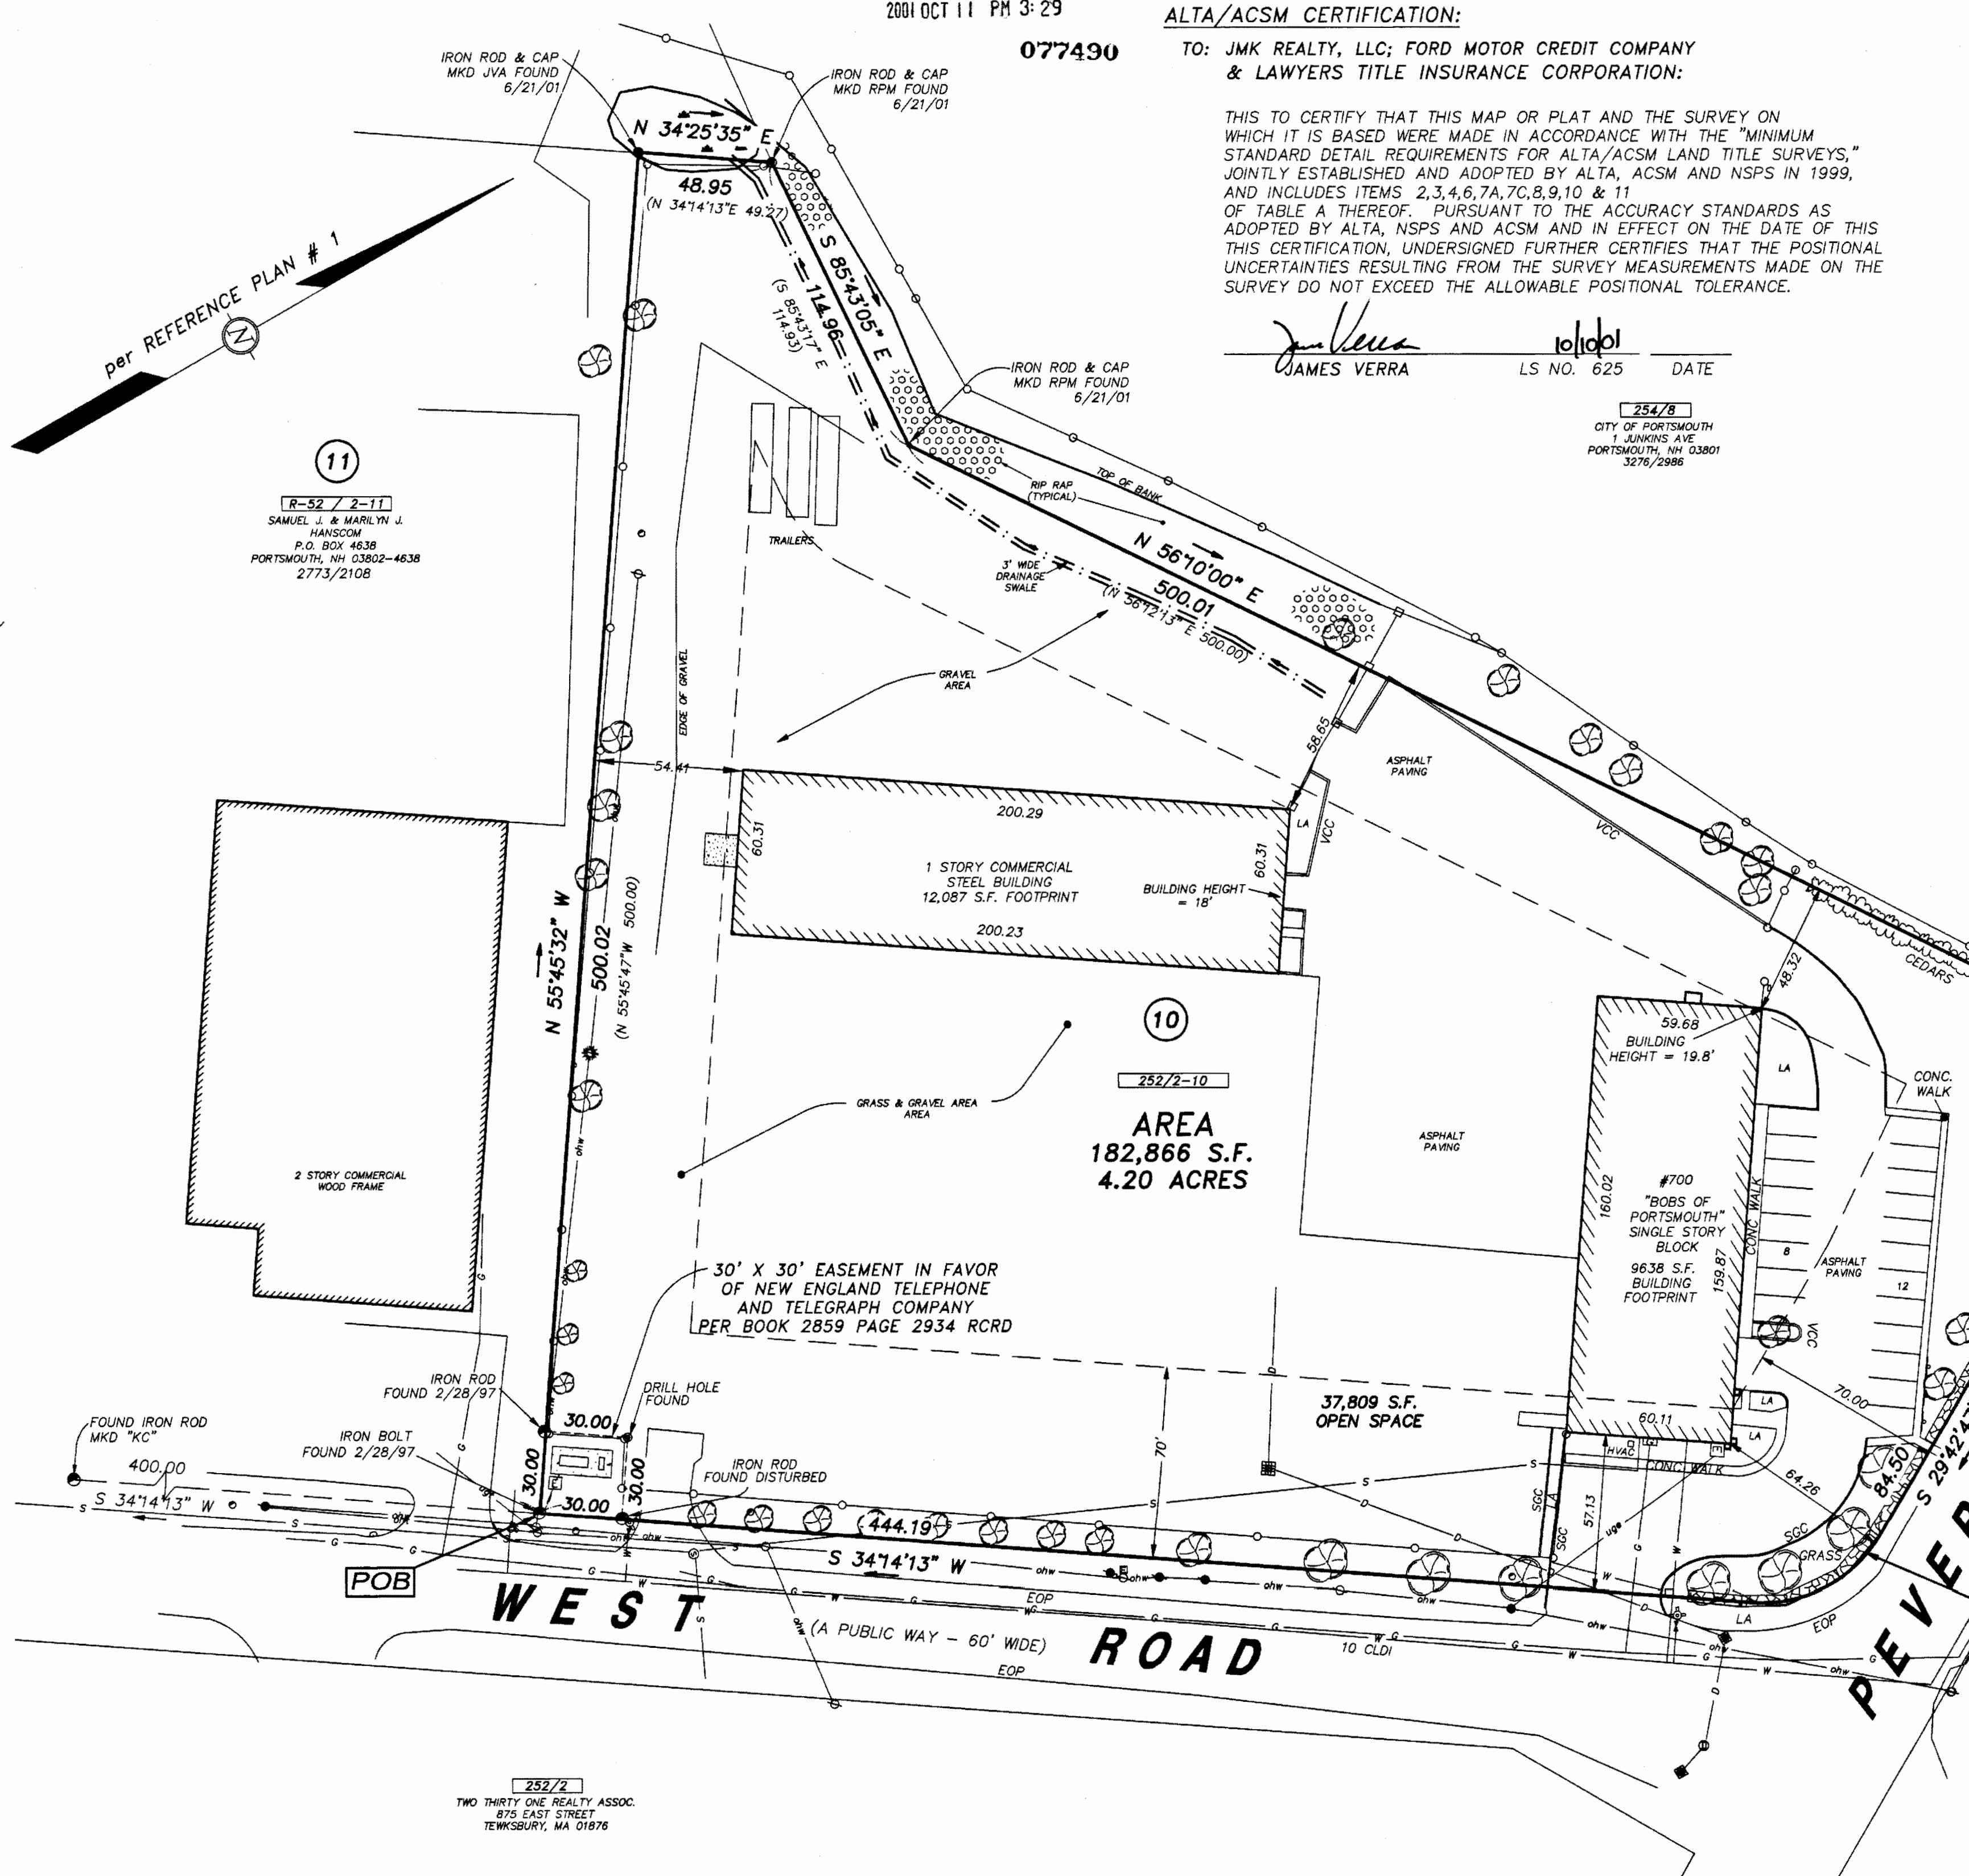 2001 OCT 11 PM 3:29
077490
ALTA/ACSM CERTIFICATION:
TO: JMK REALTY, LLC; FORD MOTOR CREDIT COMPANY
& LAWYERS TITLE INSURANCE CORPORATION:
THIS TO CERTIFY THAT THIS MAP OR PLAT AND THE SURVEY ON
WHICH IT IS BASED WERE MADE IN ACCORDANCE WITH THE "MINIMUM
STANDARD DETAIL REQUIREMENTS FOR ALTA/ACSM LAND TITLE SURVEYS,"
JOINTLY ESTABLISHED AND ADOPTED BY ALTA, ACSM AND NSPS IN 1999,
AND INCLUDES ITEMS 2,3,4,6,7A,7C,8,9,10 & 11
OF TABLE A THEREOF. PURSUANT TO THE ACCURACY STANDARDS AS
ADOPTED BY ALTA, NSPS AND ACSM AND IN EFFECT ON THE DATE OF THIS
THIS CERTIFICATION, UNDERSIGNED FURTHER CERTIFIES THAT THE POSITIONAL
UNCERTAINTIES RESULTING FROM THE SURVEY MEASUREMENTS MADE ON THE
SURVEY DO NOT EXCEED THE ALLOWABLE POSITIONAL TOLERANCE.
James Verra
10/10/01
JAMES VERRA
LS NO. 625
DATE
254/8
CITY OF PORTSMOUTH
1 JUNKINS AVE
PORTSMOUTH, NH 03801
3276/2986
IRON ROD & CAP
MKD JVA FOUND
6/21/01
IRON ROD & CAP
MKD RPM FOUND
6/21/01
N 34°25'35" E
48.95
(N 34°14'13"E 49.27)
S 85°43'05" E
114.96
(S 85°43'17" E
114.93)
per REFERENCE PLAN # 1
N
IRON ROD & CAP
MKD RPM FOUND
6/21/01
11
R-52 / 2-11
SAMUEL J. & MARILYN J.
HANSCOM
P.O. BOX 4638
PORTSMOUTH, NH 03802-4638
2773/2108
TRAILERS
RIP RAP
(TYPICAL)
TOP OF BANK
3' WIDE
DRAINAGE
SWALE
N 56°10'00" E
500.01
(N 56°12'13" E 500.00)
EDGE OF GRAVEL
GRAVEL
AREA
58.65
54.41
ASPHALT
PAVING
200.29
60.31
60.31
LA
VCC
VCC
1 STORY COMMERCIAL
STEEL BUILDING
12,087 S.F. FOOTPRINT
BUILDING HEIGHT
= 18'
200.23
N 55°45'32" W
500.02
(N 55°45'47"W 500.00)
ohw
48.32
CEDARS
10
252/2-10
AREA
182,866 S.F.
4.20 ACRES
GRASS & GRAVEL AREA
AREA
ASPHALT
PAVING
59.68
BUILDING
HEIGHT = 19.8'
LA
CONC.
WALK
2 STORY COMMERCIAL
WOOD FRAME
160.02
#700
"BOBS OF
PORTSMOUTH"
SINGLE STORY
BLOCK
9638 S.F.
BUILDING
FOOTPRINT
159.87
CONC WALK
8
ASPHALT
PAVING
12
VCC
30' X 30' EASEMENT IN FAVOR
OF NEW ENGLAND TELEPHONE
AND TELEGRAPH COMPANY
PER BOOK 2859 PAGE 2934 RCRD
IRON ROD
FOUND 2/28/97
DRILL HOLE
FOUND
FOUND IRON ROD
MKD "KC"
IRON BOLT
FOUND 2/28/97
30.00
30.00
30.00
30.00
IRON ROD
FOUND DISTURBED
400.00
S 34°14'13" W
70'
37,809 S.F.
OPEN SPACE
60.11
HVAC
CONC. WALK
LA
LA
70.00
64.26
84.50
S 29°42'4
SGC
LA
SGC
57.13
uge
SGC
GRASS
444.19
S 34°14'13" W
POB
WEST ROAD
(A PUBLIC WAY - 60' WIDE)
EOP
EOP
10 CLDI
LA
EOP
PEVER
252/2
TWO THIRTY ONE REALTY ASSOC.
875 EAST STREET
TEWKSBURY, MA 01876